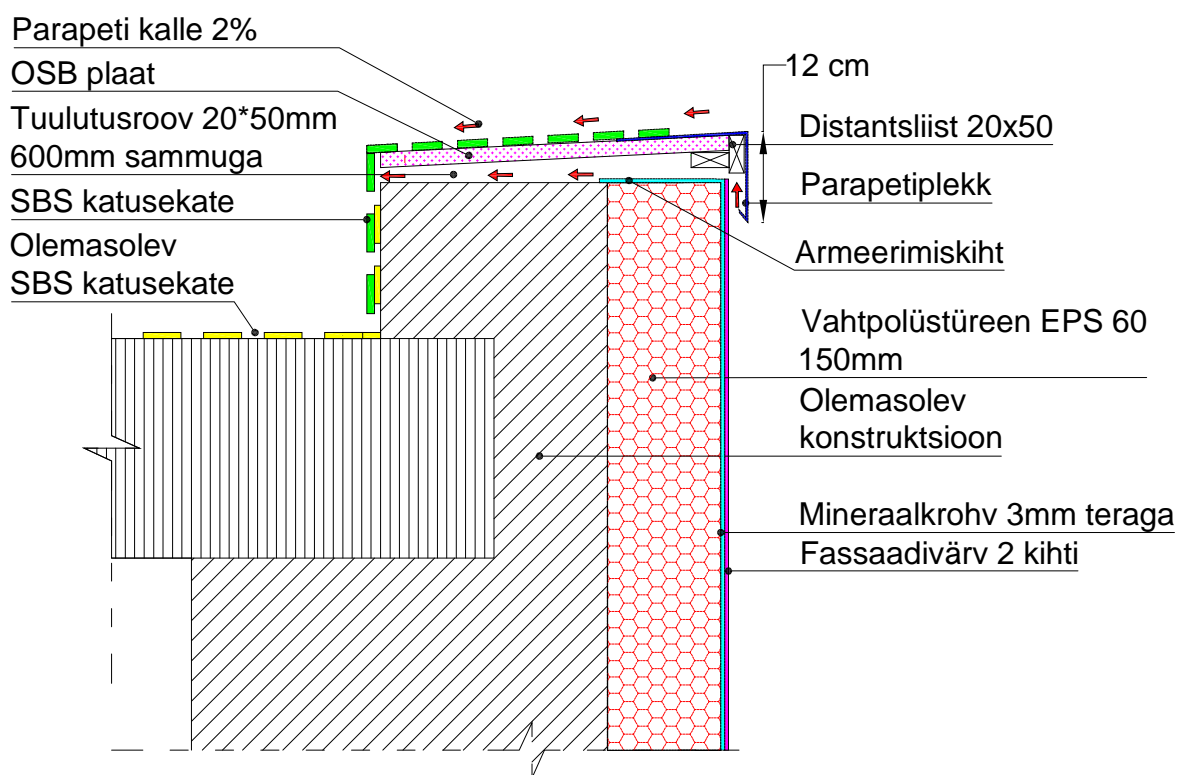 Parapeti kalle 2%
OSB plaat
Tuulutusroov 20*50mm
600mm sammuga
SBS katusekate
Olemasolev
SBS katusekate
12 cm
Distantsliist 20x50
Parapetiplekk
Armeerimiskiht
Vahtpolüstüreen EPS 60
150mm
Olemasolev
konstruktsioon
Mineraalkrohv 3mm teraga
Fassaadivärv 2 kihti